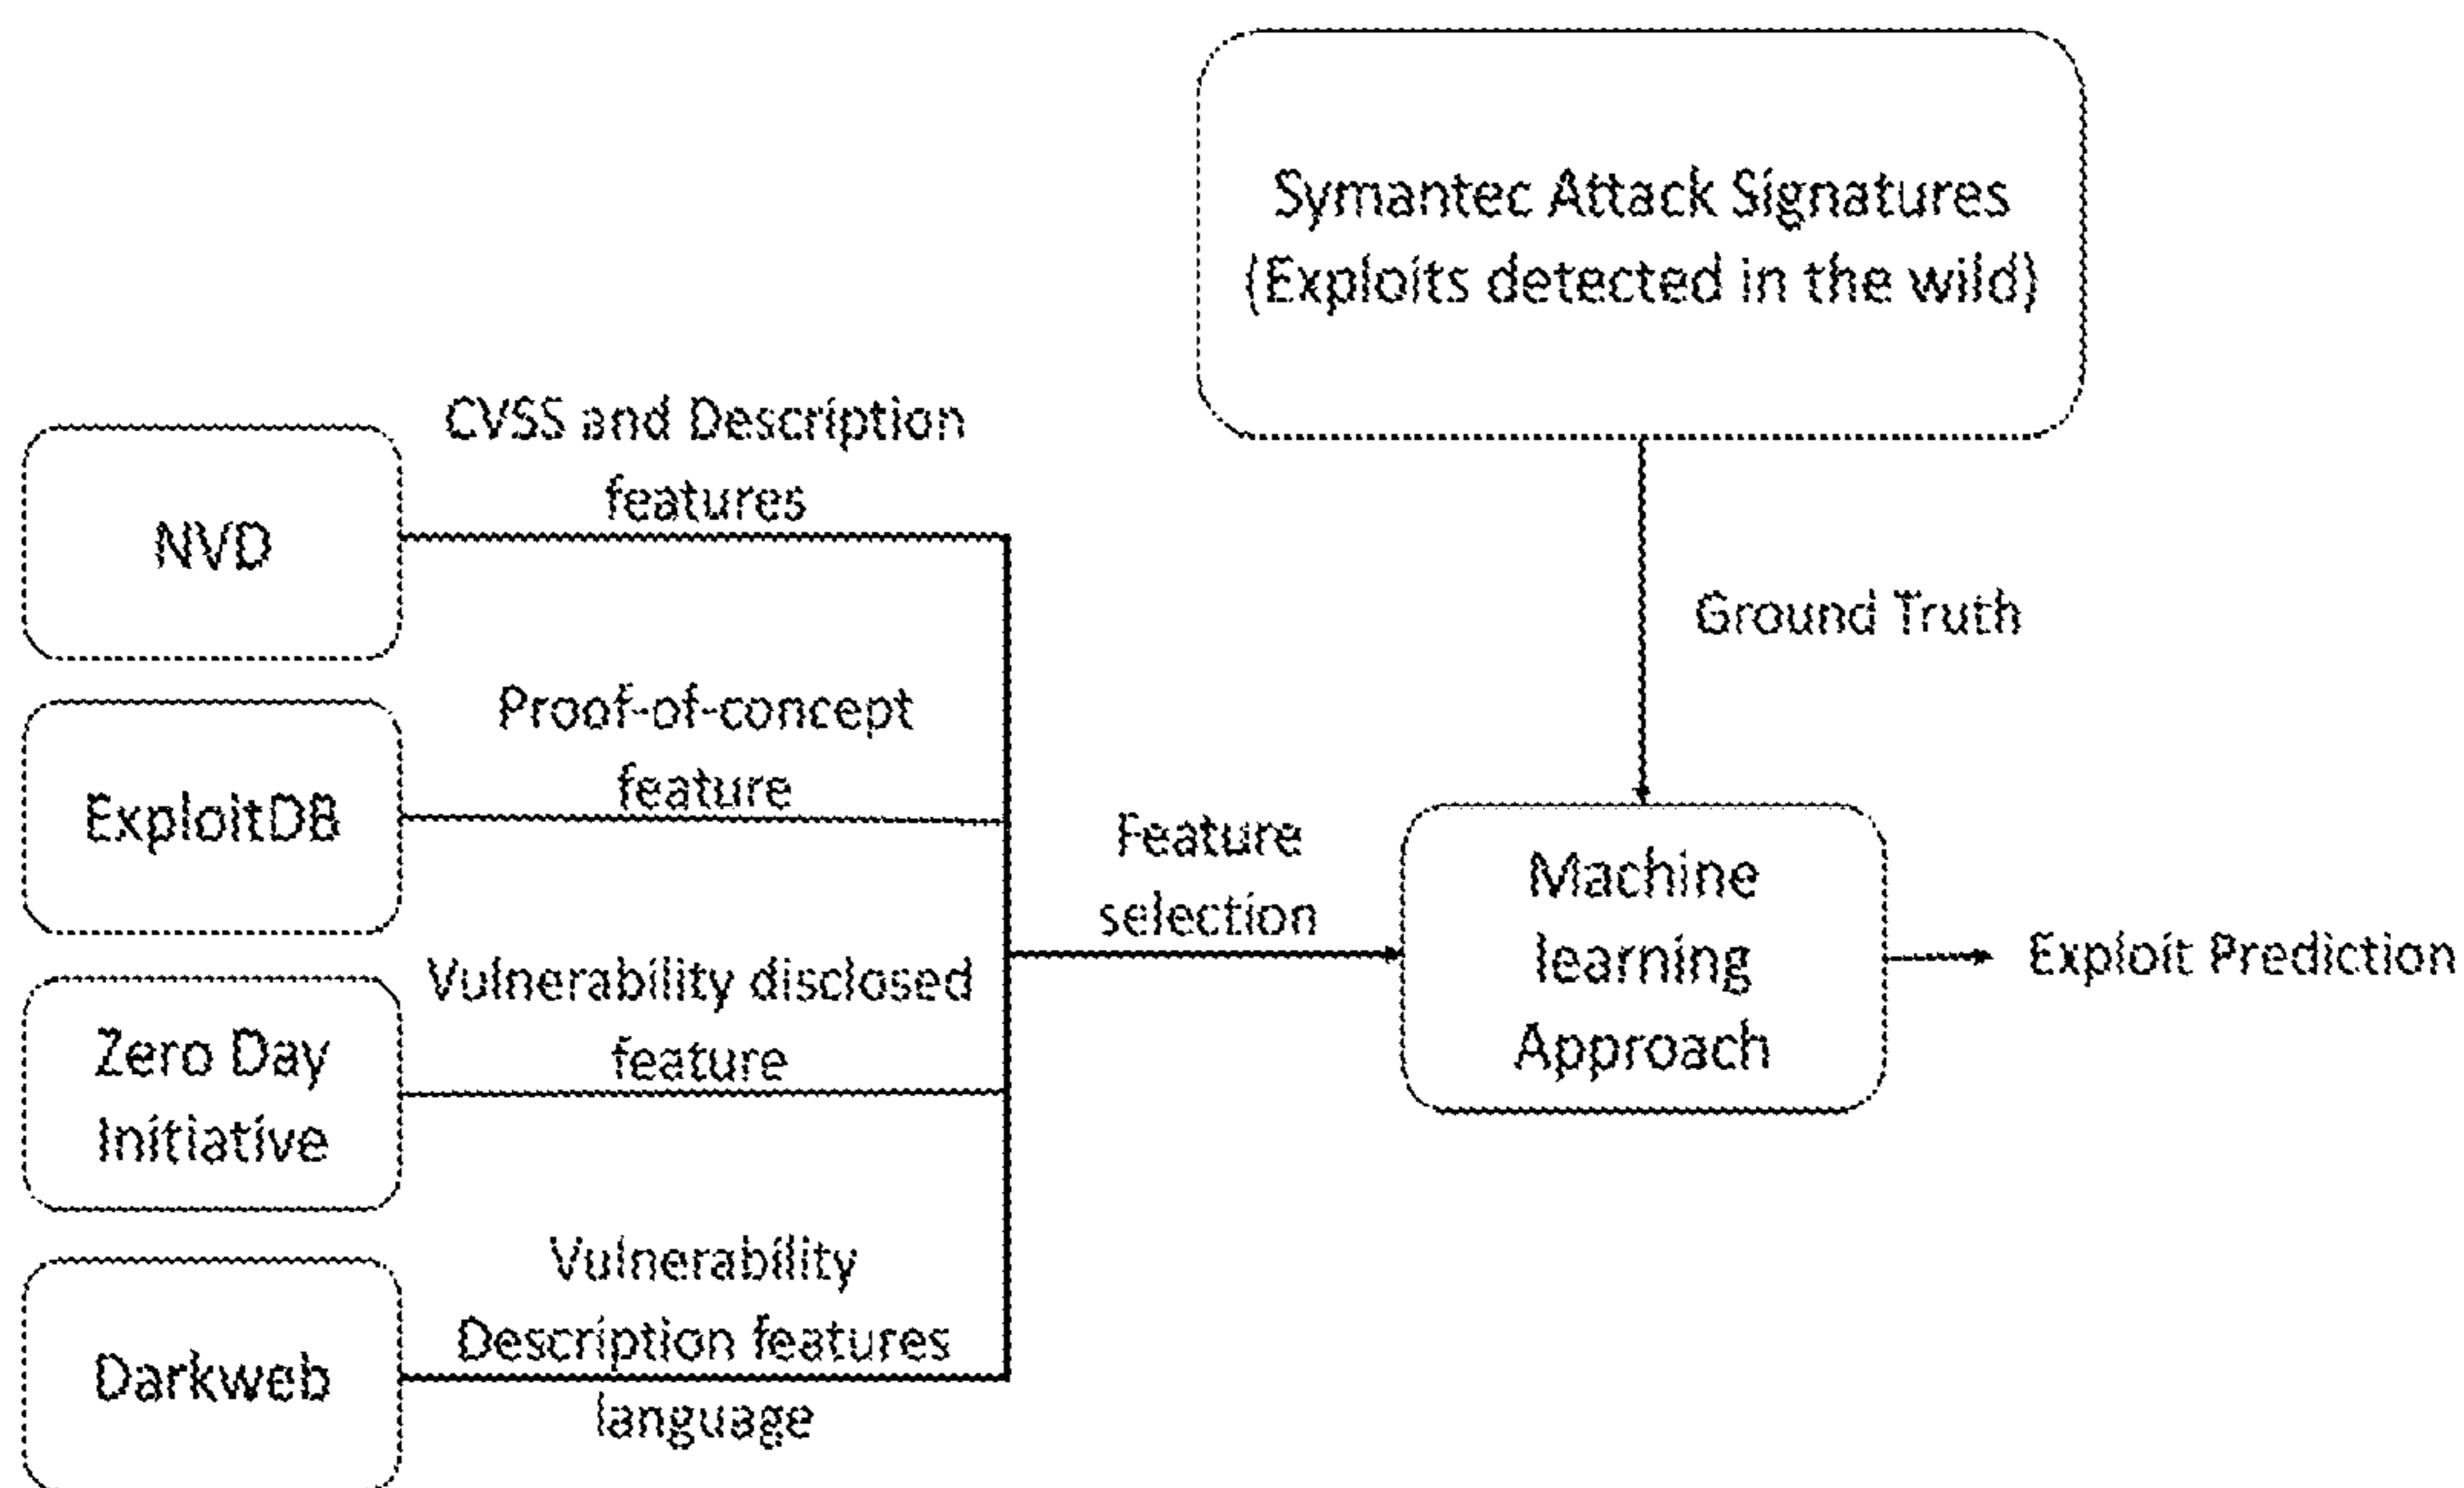 Symantec Attack Signatures
(Exploits detected in the wild)
CVSS and Description
features
NVD
Ground Truth
Proof-of-concept
feature
ExploitDB
Feature
selection
Machine
learning
Approach
Exploit Prediction
Vulnerability disclosed
feature
Zero Day
Initiative
Vulnerability
Description features
language
Darkweb